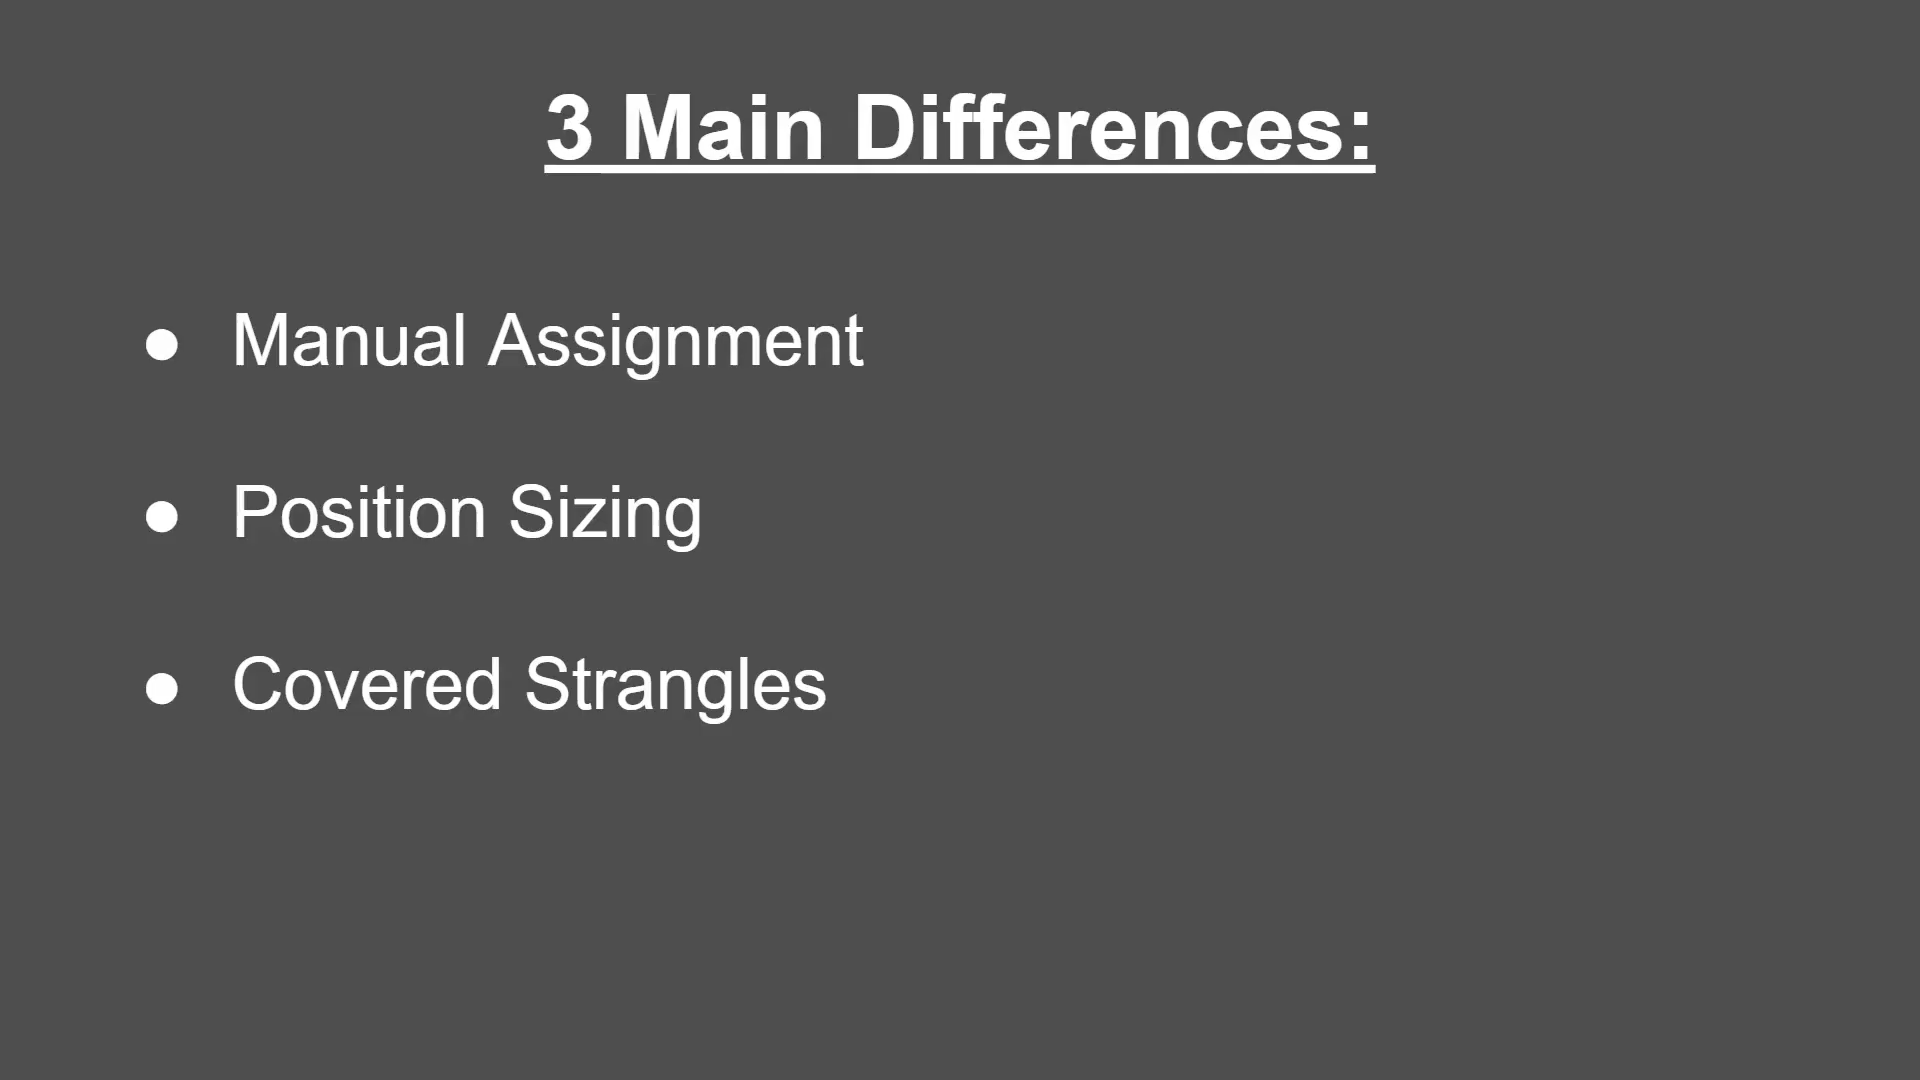 3 Main Differences:
● Manual Assignment
● Position Sizing
● Covered Strangles